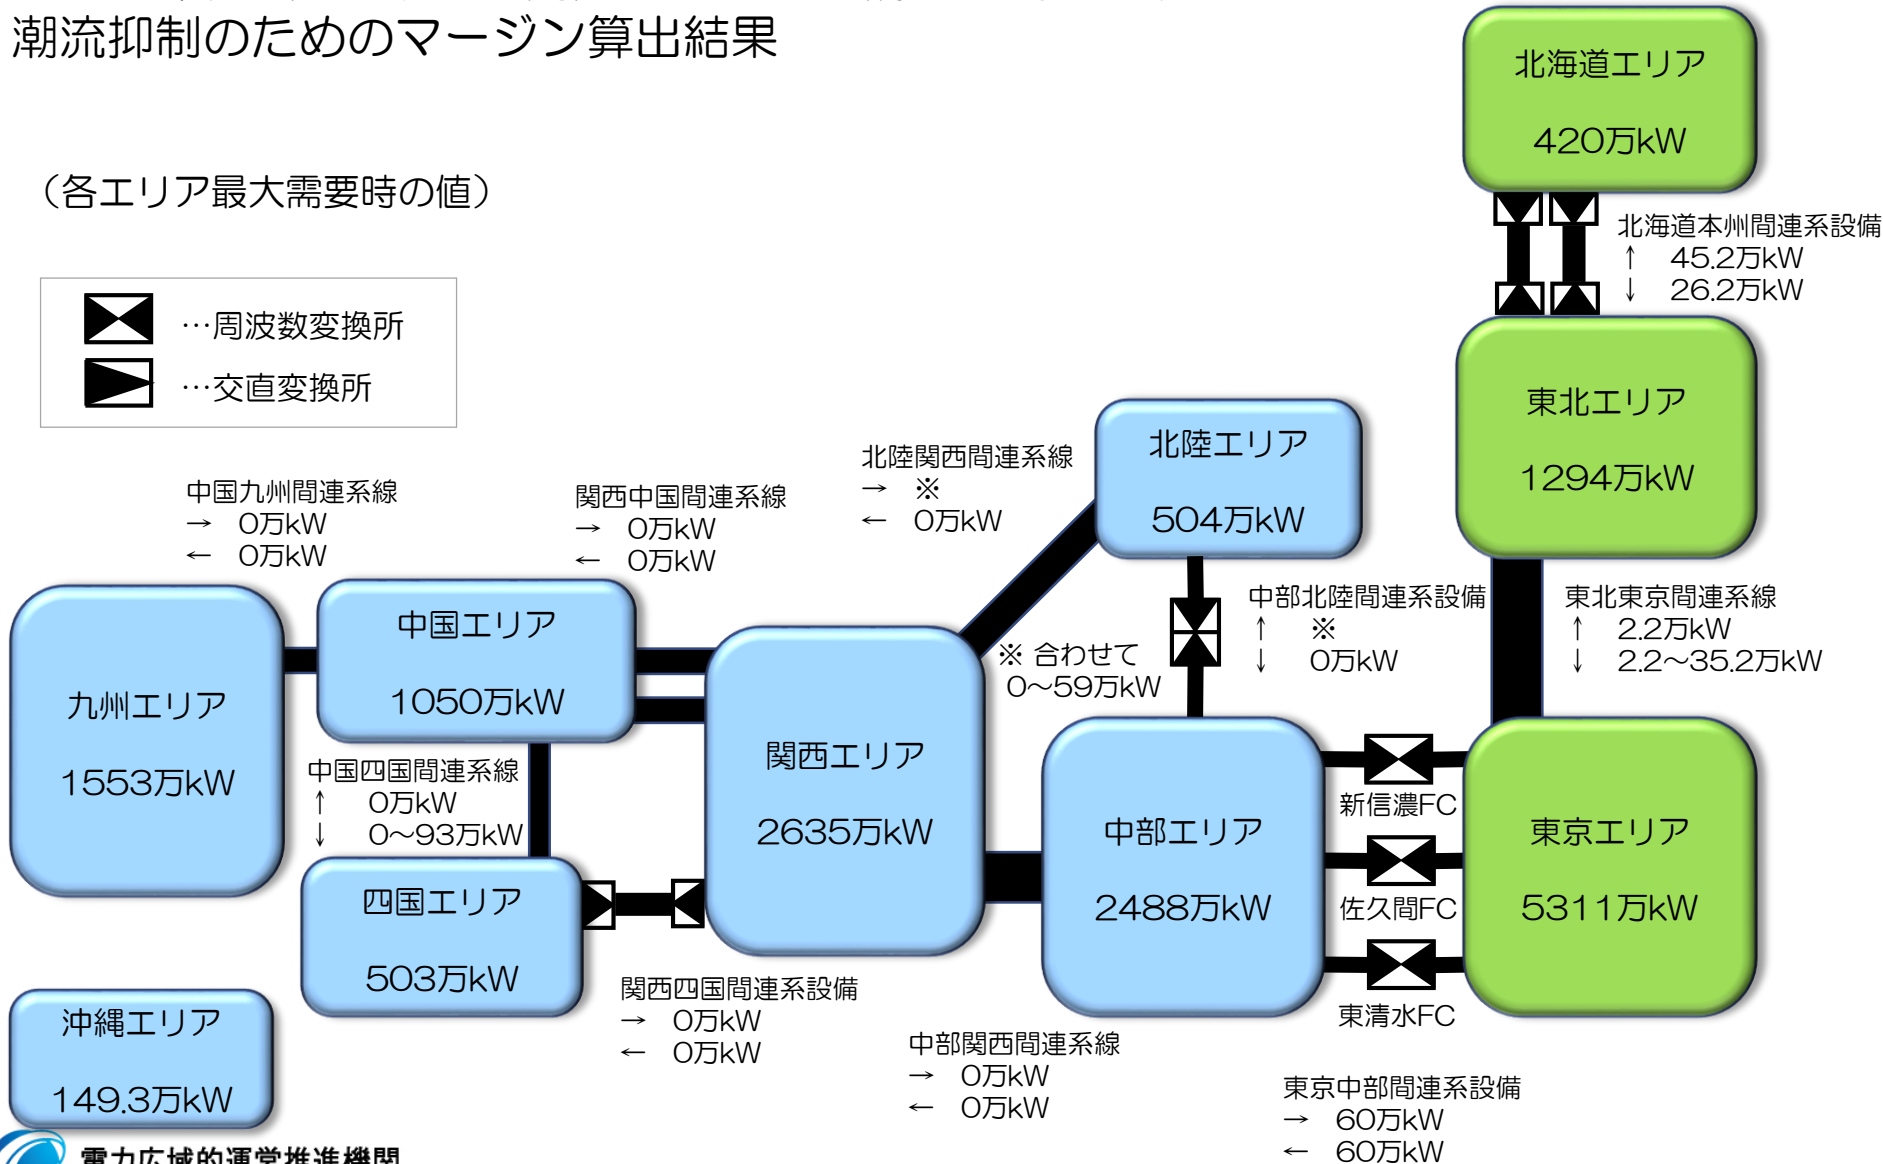 潮流抑制のためのマージン算出結果
（各エリア最大需要時の値）
…周波数変換所
…交直変換所
北海道エリア
420万kW
北海道本州間連系設備
↑ 45.2万kW
↓ 26.2万kW
東北エリア
1294万kW
東北東京間連系線
↑ 2.2万kW
↓ 2.2～35.2万kW
北陸エリア
504万kW
北陸関西間連系線
→ ※
← 0万kW
中部北陸間連系設備
↑ ※
↓ 0万kW
※ 合わせて
0～59万kW
中国九州間連系線
→ 0万kW
← 0万kW
関西中国間連系線
→ 0万kW
← 0万kW
九州エリア
1553万kW
中国エリア
1050万kW
中国四国間連系線
↑ 0万kW
↓ 0～93万kW
四国エリア
503万kW
関西エリア
2635万kW
関西四国間連系設備
→ 0万kW
← 0万kW
中部エリア
2488万kW
中部関西間連系線
→ 0万kW
← 0万kW
新信濃FC
佐久間FC
東清水FC
東京エリア
5311万kW
東京中部間連系設備
→ 60万kW
← 60万kW
沖縄エリア
149.3万kW
電力広域的運営推進機関